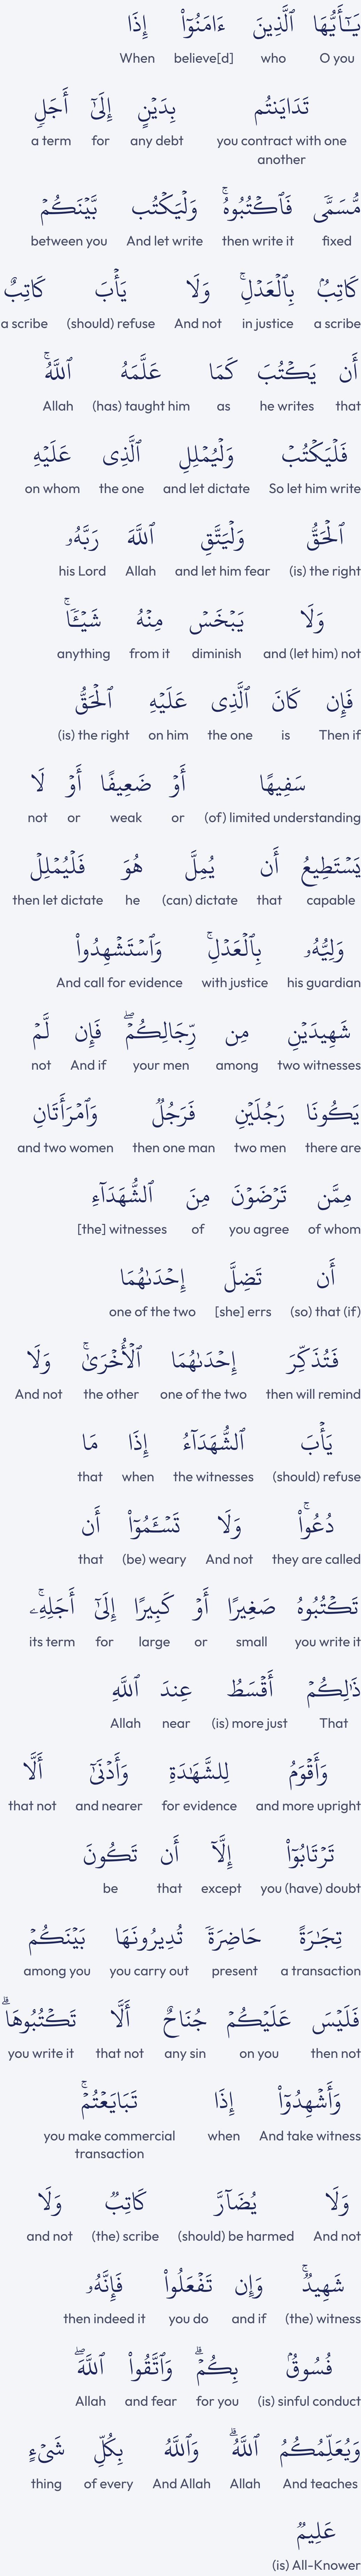 يَـٰٓأَيُّهَا ٱلَّذِينَ ءَامَنُوٓا۟ إِذَا
O you who believe[d] When
تَدَايَنتُم بِدَيْنٍ إِلَىٰٓ أَجَلٍ
you contract with one another any debt for a term
مُّسَمًّى فَٱكْتُبُوهُ ۚ وَلْيَكْتُب بَّيْنَكُمْ
fixed then write it And let write between you
كَاتِبٌۢ بِٱلْعَدْلِ ۚ وَلَا يَأْبَ كَاتِبٌ
a scribe in justice And not (should) refuse a scribe
أَن يَكْتُبَ كَمَا عَلَّمَهُ ٱللَّهُ ۚ
that he writes as (has) taught him Allah
فَلْيَكْتُبْ وَلْيُمْلِلِ ٱلَّذِى عَلَيْهِ
So let him write and let dictate the one on whom
ٱلْحَقُّ وَلْيَتَّقِ ٱللَّهَ رَبَّهُۥ
(is) the right and let him fear Allah his Lord
وَلَا يَبْخَسْ مِنْهُ شَيْـًٔا ۚ
and (let him) not diminish from it anything
فَإِن كَانَ ٱلَّذِى عَلَيْهِ ٱلْحَقُّ
Then if is the one on him (is) the right
سَفِيهًا أَوْ ضَعِيفًا أَوْ لَا
(of) limited understanding or weak or not
يَسْتَطِيعُ أَن يُمِلَّ هُوَ فَلْيُمْلِلْ
capable that (can) dictate he then let dictate
وَلِيُّهُۥ بِٱلْعَدْلِ ۚ وَٱسْتَشْهِدُوا۟
his guardian with justice And call for evidence
شَهِيدَيْنِ مِن رِّجَالِكُمْ ۖ فَإِن لَّمْ
two witnesses among your men And if not
يَكُونَا رَجُلَيْنِ فَرَجُلٌ وَٱمْرَأَتَانِ
there are two men then one man and two women
مِمَّن تَرْضَوْنَ مِنَ ٱلشُّهَدَآءِ
of whom you agree of [the] witnesses
أَن تَضِلَّ إِحْدَىٰهُمَا
(so) that (if) [she] errs one of the two
فَتُذَكِّرَ إِحْدَىٰهُمَا ٱلْأُخْرَىٰ ۚ وَلَا
then will remind one of the two the other And not
يَأْبَ ٱلشُّهَدَآءُ إِذَا مَا
(should) refuse the witnesses when that
دُعُوا۟ ۚ وَلَا تَسْـَٔمُوٓا۟ أَن
they are called And not (be) weary that
تَكْتُبُوهُ صَغِيرًا أَوْ كَبِيرًا إِلَىٰٓ أَجَلِهِۦ ۚ
you write it small or large for its term
ذَٰلِكُمْ أَقْسَطُ عِندَ ٱللَّهِ
That (is) more just near Allah
وَأَقْوَمُ لِلشَّهَـٰدَةِ وَأَدْنَىٰٓ أَلَّا
and more upright for evidence and nearer that not
تَرْتَابُوٓا۟ إِلَّآ أَن تَكُونَ
you (have) doubt except that be
تِجَـٰرَةً حَاضِرَةً تُدِيرُونَهَا بَيْنَكُمْ
a transaction present you carry out among you
فَلَيْسَ عَلَيْكُمْ جُنَاحٌ أَلَّا تَكْتُبُوهَا ۗ
then not on you any sin that not you write it
وَأَشْهِدُوٓا۟ إِذَا تَبَايَعْتُمْ ۚ
And take witness when you make commercial transaction
وَلَا يُضَآرَّ كَاتِبٌ وَلَا
And not (should) be harmed (the) scribe and not
شَهِيدٌ ۚ وَإِن تَفْعَلُوا۟ فَإِنَّهُۥ
(the) witness and if you do then indeed it
فُسُوقٌۢ بِكُمْ ۗ وَٱتَّقُوا۟ ٱللَّهَ ۖ
(is) sinful conduct for you and fear Allah
وَيُعَلِّمُكُمُ ٱللَّهُ ۗ وَٱللَّهُ بِكُلِّ شَىْءٍ
And teaches Allah And Allah of every thing
عَلِيمٌ
(is) All-Knower